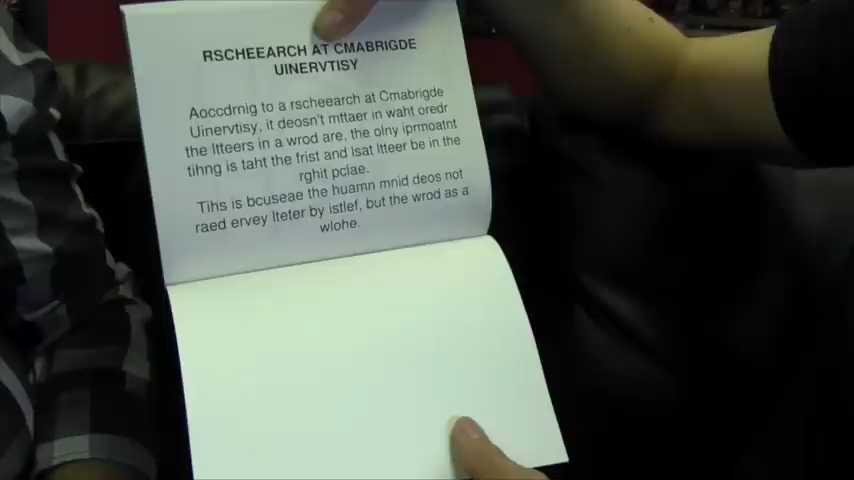 RSCHEEARCH AT CMABRIGDE
UINERVTISY
Aoccdrnig to a rscheearch at Cmabrigde
Uinervtisy, it deosn't mttaer in waht oredr
the ltteers in a wrod are, the olny iprmoatnt
tihng is taht the frist and lsat ltteer be in the
rghit pclae.
Tihs is bcuseae the huamn mnid deos not
raed ervey lteter by istlef, but the wrod as a
wlohe.